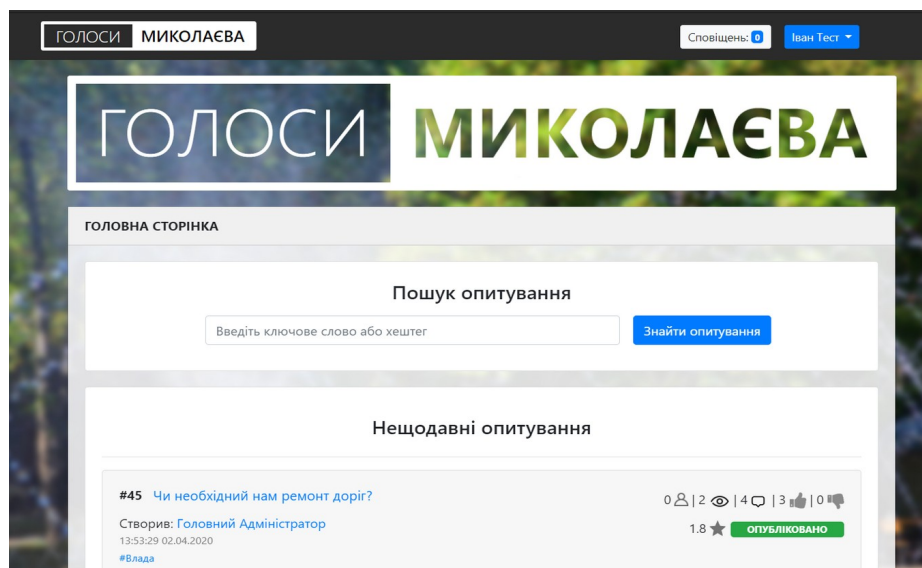 ГОЛОСИ МИКОЛАЄВА Сповіщень: 0 Іван Тест
ГОЛОСИ МИКОЛАЄВА
ГОЛОВНА СТОРІНКА
Пошук опитування
Введіть ключове слово або хештег Знайти опитування
Нещодавні опитування
#45 Чи необхідний нам ремонт доріг? 0 | 2 | 4 | 3 | 0
Створив: Головний Адміністратор 1.8 ОПУБЛІКОВАНО
13:53:29 02.04.2020
#Влада